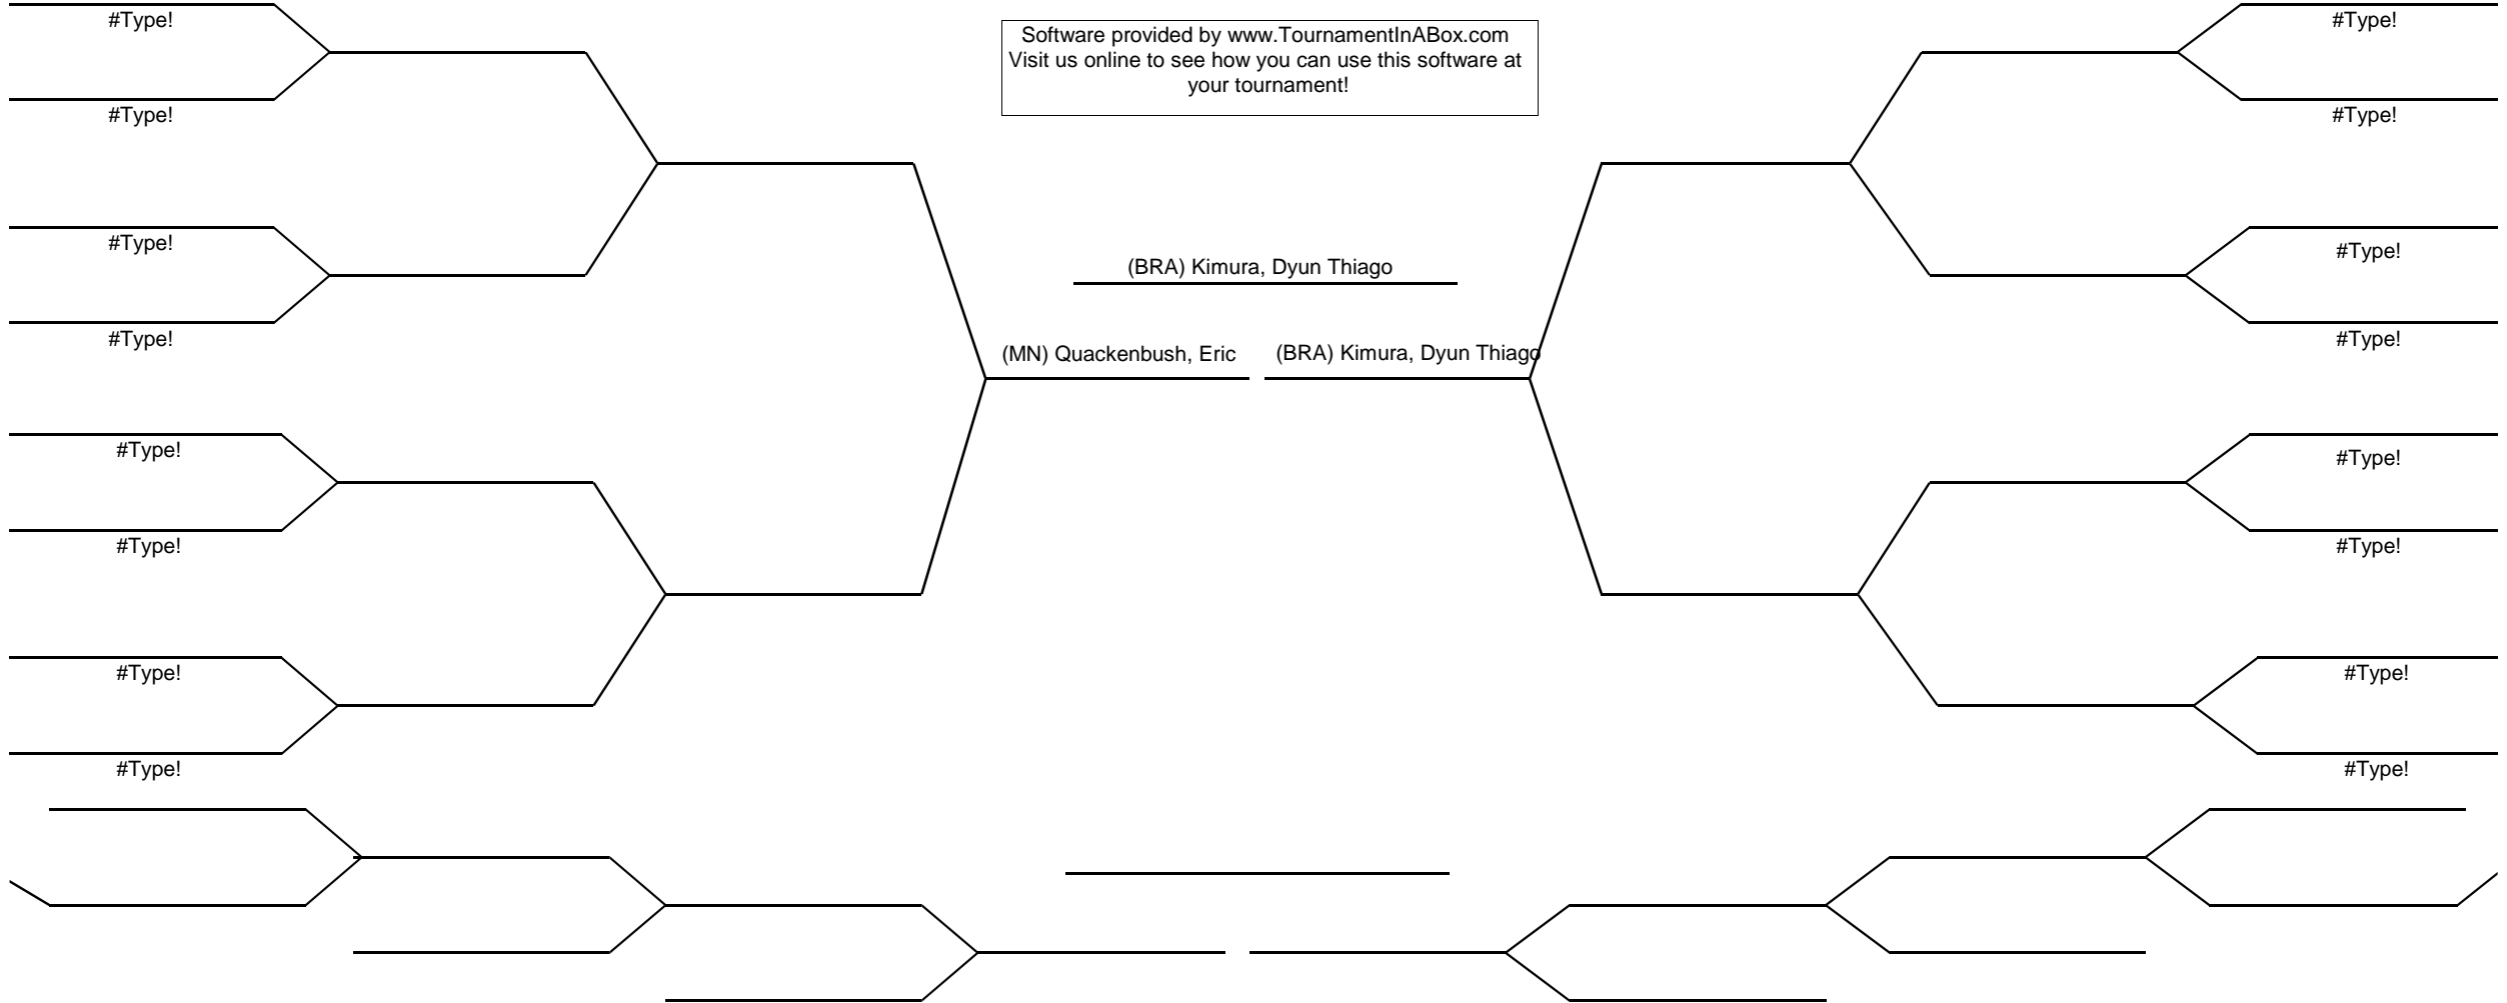 #Type! #Type!
Software provided by www.TournamentInABox.com
Visit us online to see how you can use this software at
your tournament!
#Type! #Type!
#Type! #Type!
(BRA) Kimura, Dyun Thiago
#Type! #Type!
(MN) Quackenbush, Eric (BRA) Kimura, Dyun Thiago
#Type! #Type!
#Type! #Type!
#Type! #Type!
#Type! #Type!